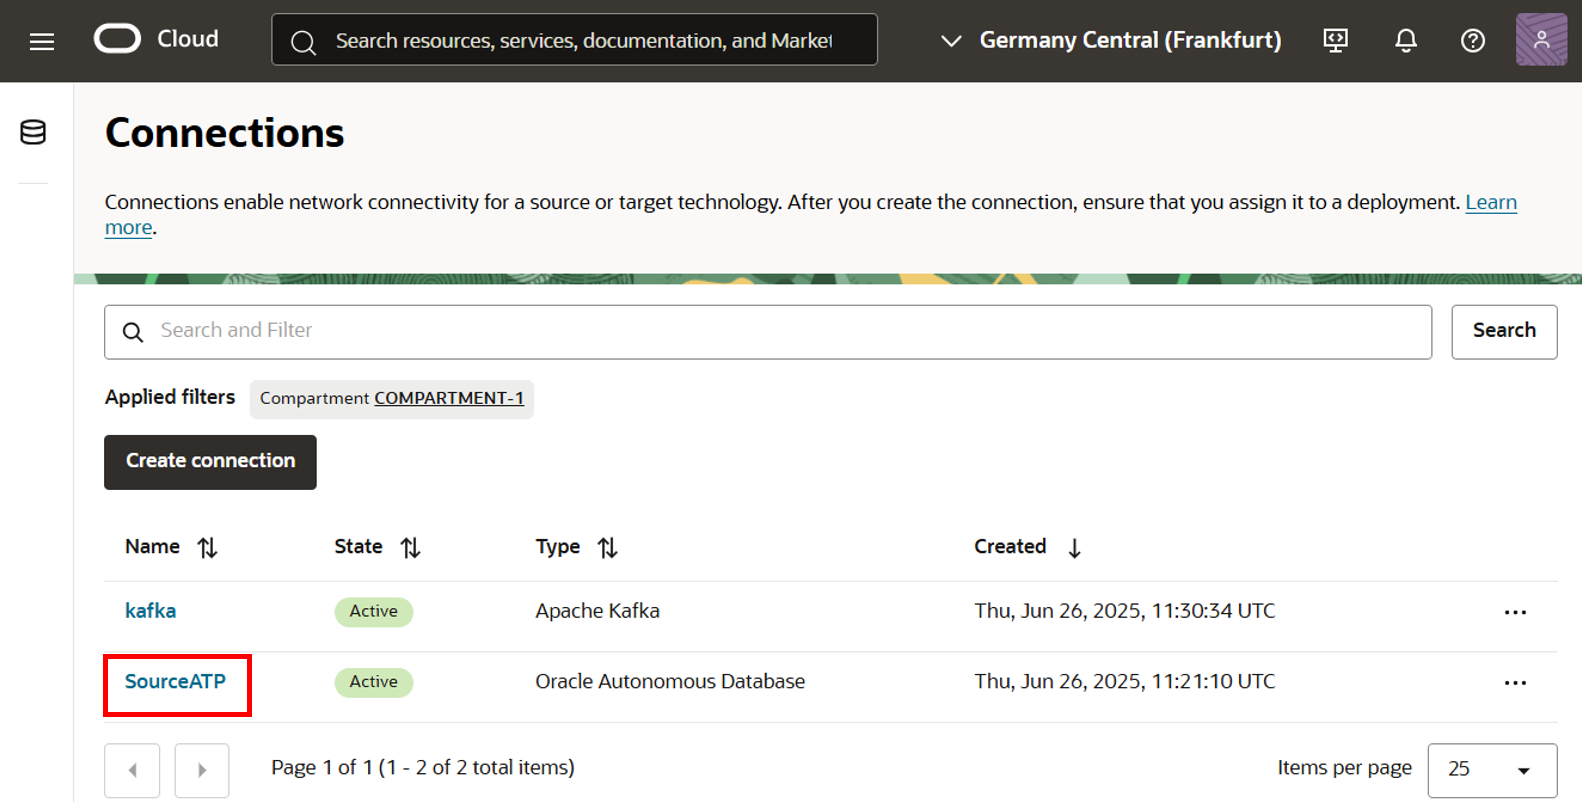 Cloud
Search resources, services, documentation, and Market
Germany Central (Frankfurt)
Connections
Connections enable network connectivity for a source or target technology. After you create the connection, ensure that you assign it to a deployment. Learn
more.
Search and Filter
Search
Applied filters
Compartment COMPARTMENT-1
Create connection
Name State Type Created
kafka Active Apache Kafka Thu, Jun 26, 2025, 11:30:34 UTC
SourceATP Active Oracle Autonomous Database Thu, Jun 26, 2025, 11:21:10 UTC
Page 1 of 1 (1 - 2 of 2 total items) Items per page 25